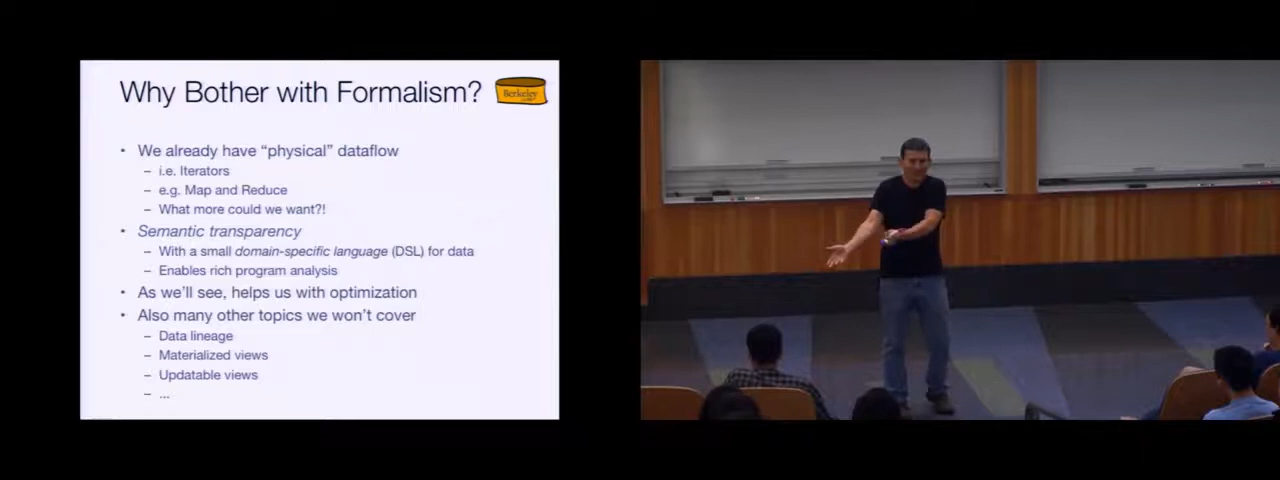 Why Bother with Formalism?
Berkeley
• We already have “physical” dataflow
– i.e. Iterators
– e.g. Map and Reduce
– What more could we want?!
• Semantic transparency
– With a small domain-specific language (DSL) for data
– Enables rich program analysis
• As we’ll see, helps us with optimization
• Also many other topics we won’t cover
– Data lineage
– Materialized views
– Updatable views
– ...